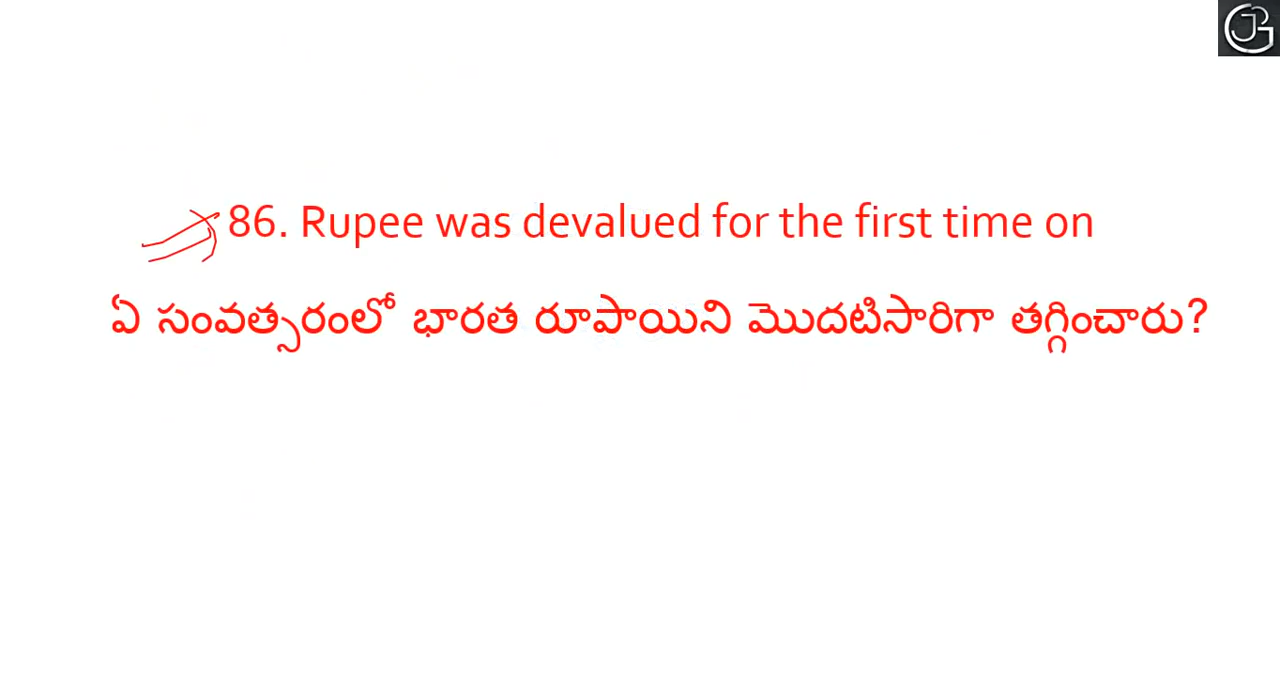 86. Rupee was devalued for the first time on
ఏ సంవత్సరంలో భారత రూపాయిని మొదటిసారిగా తగ్గించారు?